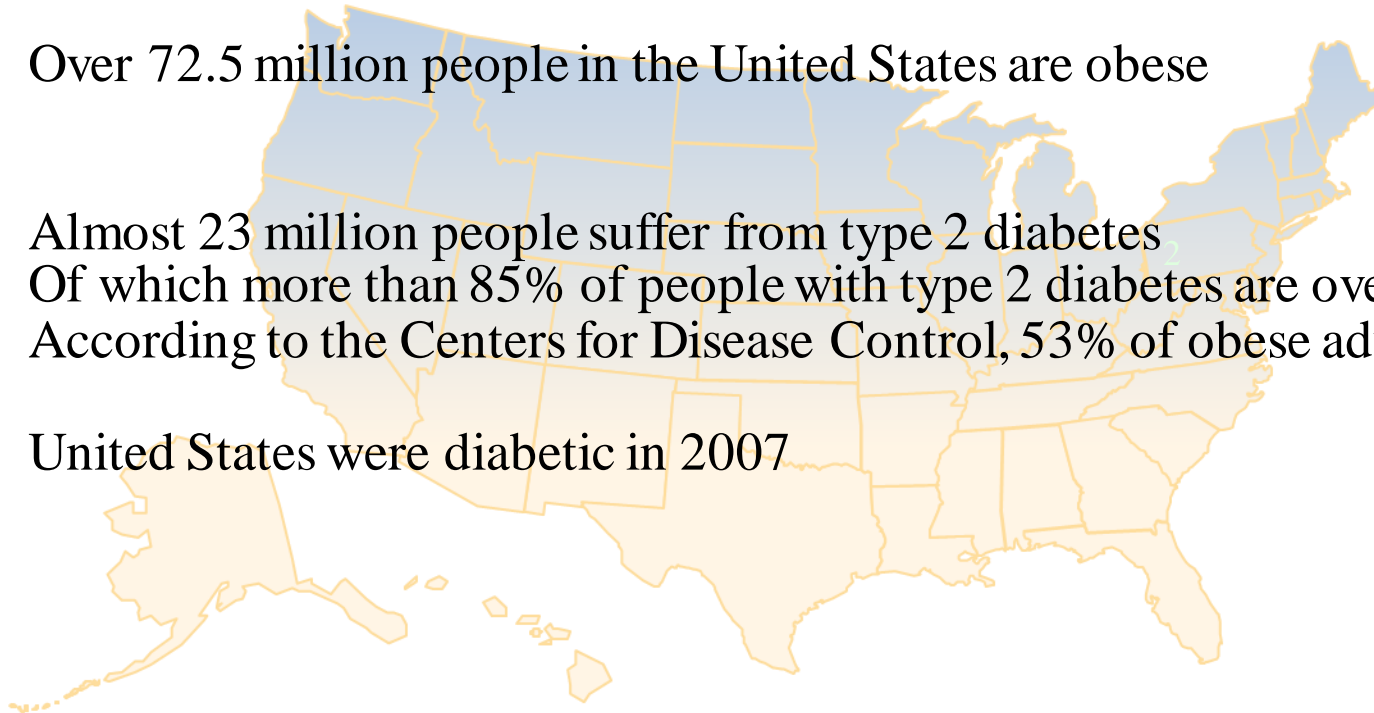 Over 72.5 million people in the United States are obese
Almost 23 million people suffer from type 2 diabetes
2
Of which more than 85% of people with type 2 diabetes are
According to the Centers for Disease Control, 53% of obese
United States were diabetic in 2007